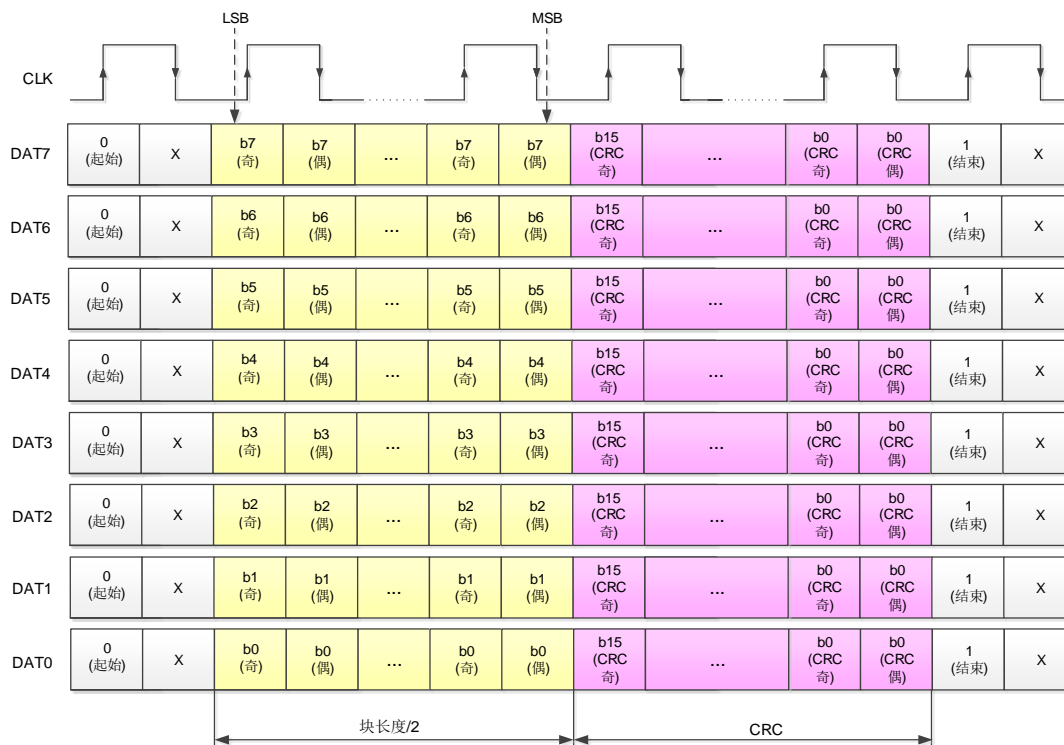 LSB MSB
CLK
DAT7 0 (起始) X b7 (奇) b7 (偶) ... b7 (奇) b7 (偶) b15 (CRC 奇) ... b0 (CRC 奇) b0 (CRC 偶) 1 (结束) X
DAT6 0 (起始) X b6 (奇) b6 (偶) ... b6 (奇) b6 (偶) b15 (CRC 奇) ... b0 (CRC 奇) b0 (CRC 偶) 1 (结束) X
DAT5 0 (起始) X b5 (奇) b5 (偶) ... b5 (奇) b5 (偶) b15 (CRC 奇) ... b0 (CRC 奇) b0 (CRC 偶) 1 (结束) X
DAT4 0 (起始) X b4 (奇) b4 (偶) ... b4 (奇) b4 (偶) b15 (CRC 奇) ... b0 (CRC 奇) b0 (CRC 偶) 1 (结束) X
DAT3 0 (起始) X b3 (奇) b3 (偶) ... b3 (奇) b3 (偶) b15 (CRC 奇) ... b0 (CRC 奇) b0 (CRC 偶) 1 (结束) X
DAT2 0 (起始) X b2 (奇) b2 (偶) ... b2 (奇) b2 (偶) b15 (CRC 奇) ... b0 (CRC 奇) b0 (CRC 偶) 1 (结束) X
DAT1 0 (起始) X b1 (奇) b1 (偶) ... b1 (奇) b1 (偶) b15 (CRC 奇) ... b0 (CRC 奇) b0 (CRC 偶) 1 (结束) X
DAT0 0 (起始) X b0 (奇) b0 (偶) ... b0 (奇) b0 (偶) b15 (CRC 奇) ... b0 (CRC 奇) b0 (CRC 偶) 1 (结束) X
块长度/2 CRC